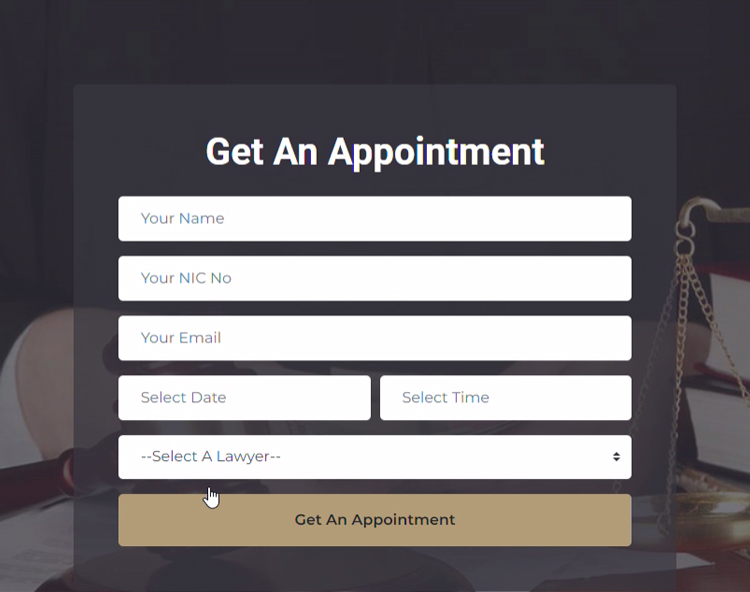 Get An Appointment
Your Name
Your NIC No
Your Email
Select Date Select Time
--Select A Lawyer--
Get An Appointment